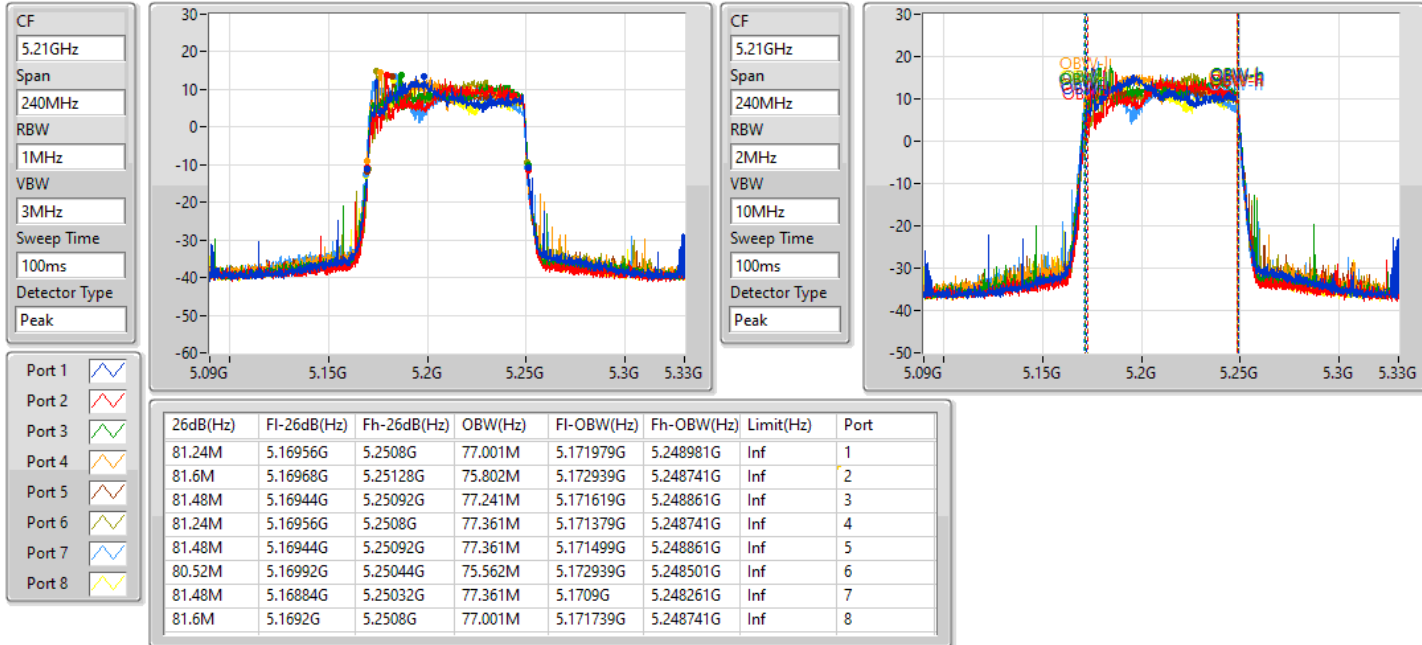 CF
5.21GHz
Span
240MHz
RBW
1MHz
VBW
3MHz
Sweep Time
100ms
Detector Type
Peak
30
20
10
0
-10
-20
-30
-40
-50
-60
5.09G 5.15G 5.2G 5.25G 5.3G 5.33G
CF
5.21GHz
Span
240MHz
RBW
2MHz
VBW
10MHz
Sweep Time
100ms
Detector Type
Peak
30
20
10
0
-10
-20
-30
-40
-50
OBW-h
5.09G 5.15G 5.2G 5.25G 5.3G 5.33G
Port 1
Port 2
Port 3
Port 4
Port 5
Port 6
Port 7
Port 8
26dB(Hz) Fl-26dB(Hz) Fh-26dB(Hz) OBW(Hz) Fl-OBW(Hz) Fh-OBW(Hz) Limit(Hz) Port
81.24M 5.16956G 5.2508G 77.001M 5.171979G 5.248981G Inf 1
81.6M 5.16968G 5.25128G 75.802M 5.172939G 5.248741G Inf 2
81.48M 5.16944G 5.25092G 77.241M 5.171619G 5.248861G Inf 3
81.24M 5.16956G 5.2508G 77.361M 5.171379G 5.248741G Inf 4
81.48M 5.16944G 5.25092G 77.361M 5.171499G 5.248861G Inf 5
80.52M 5.16992G 5.25044G 75.562M 5.172939G 5.248501G Inf 6
81.48M 5.16884G 5.25032G 77.361M 5.1709G 5.248261G Inf 7
81.6M 5.1692G 5.2508G 77.001M 5.171739G 5.248741G Inf 8